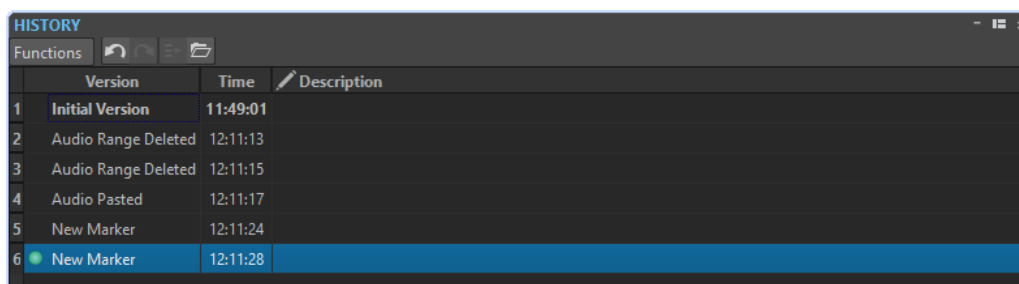 HISTORY
Functions
Version Time Description
1 Initial Version 11:49:01
2 Audio Range Deleted 12:11:13
3 Audio Range Deleted 12:11:15
4 Audio Pasted 12:11:17
5 New Marker 12:11:24
6 New Marker 12:11:28